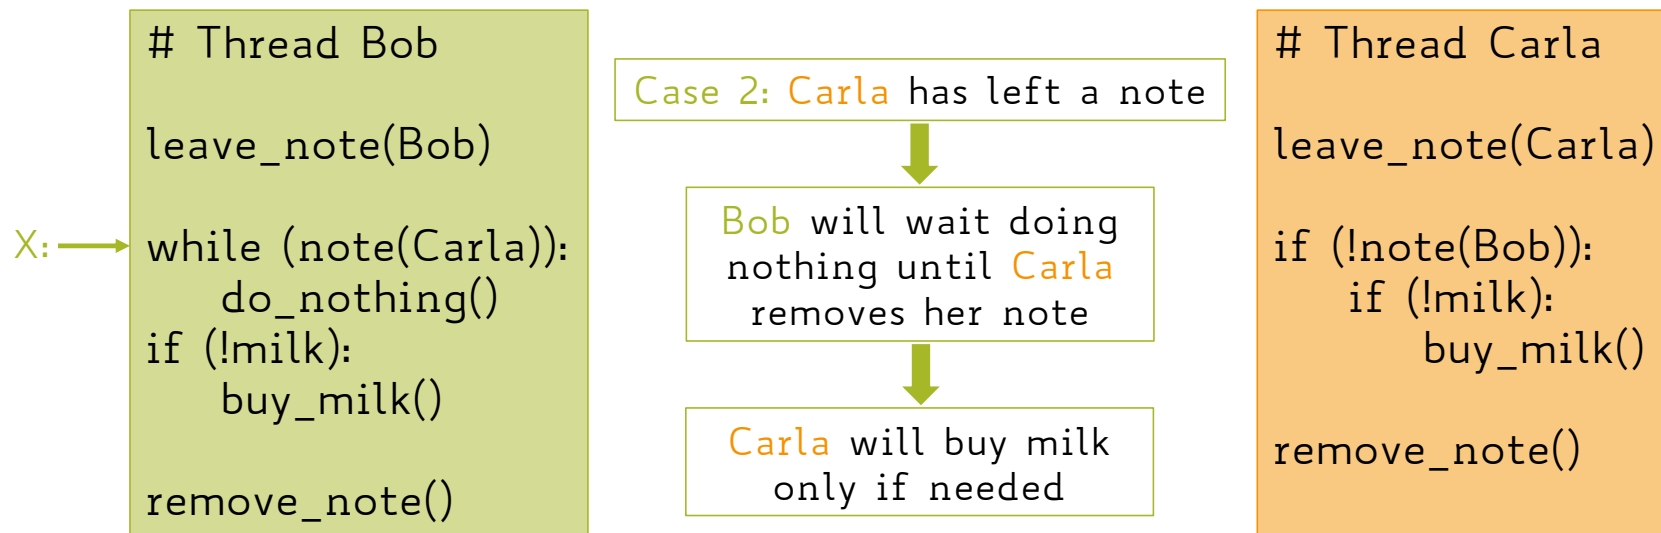 # Thread Bob
leave_note(Bob)
X:
while (note(Carla)):
do_nothing()
if (!milk):
buy_milk()
remove_note()
Case 2: Carla has left a note
Bob will wait doing
nothing until Carla
removes her note
Carla will buy milk
only if needed
# Thread Carla
leave_note(Carla)
if (!note(Bob)):
if (!milk):
buy_milk()
remove_note()